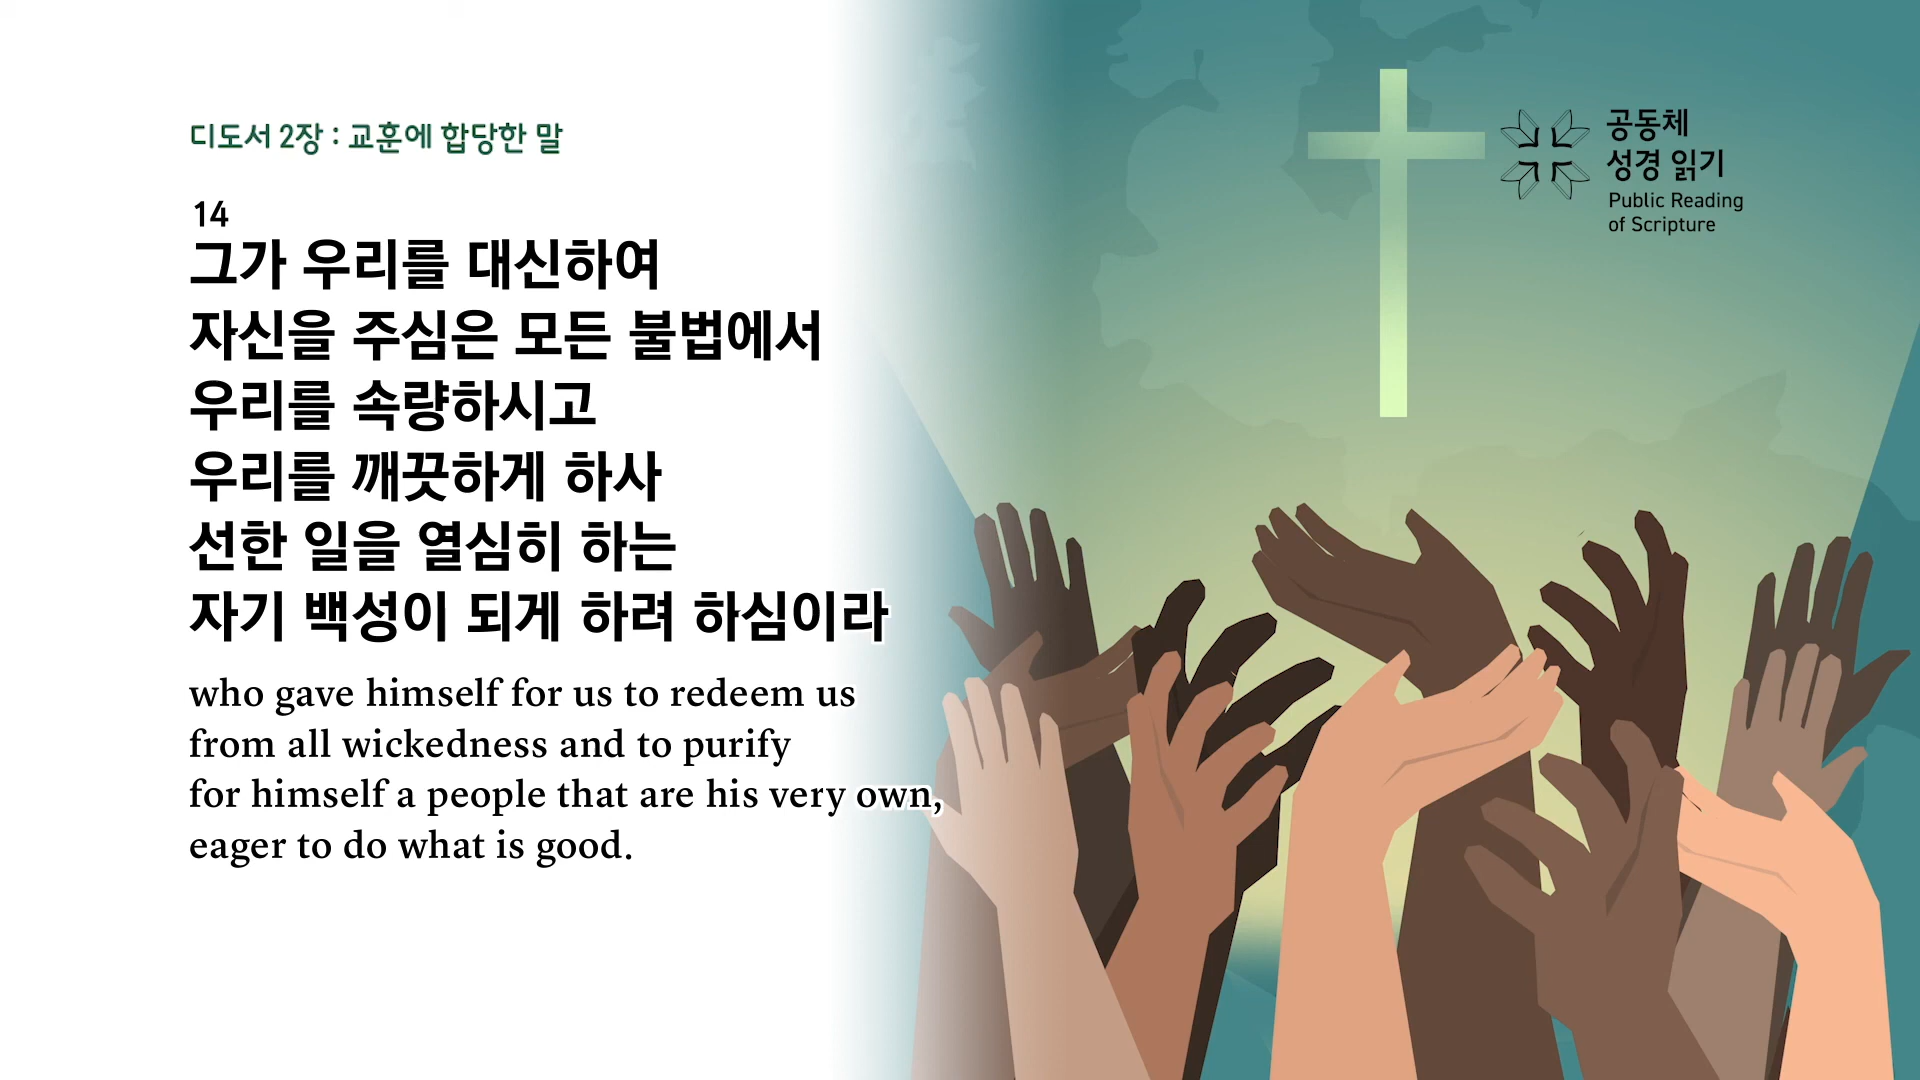 디도서 2장 : 교훈에 합당한 말
14
그가 우리를 대신하여
자신을 주심은 모든 불법에서
우리를 속량하시고
우리를 깨끗하게 하사
선한 일을 열심히 하는
자기 백성이 되게 하려 하심이라
who gave himself for us to redeem us
from all wickedness and to purify
for himself a people that are his very own,
eager to do what is good.
공동체
성경 읽기
Public Reading
of Scripture